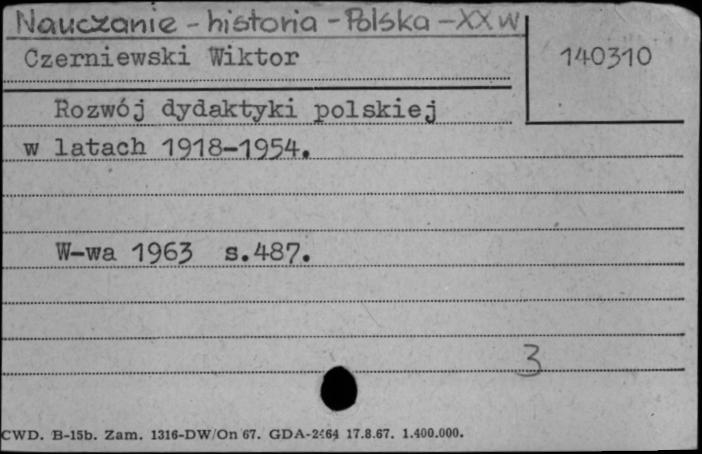 Nauczanie - historia - Polska - XX w
Czerniewski Wiktor
140310
Rozwój dydaktyki polskiej
w latach 1918-1954.
W-wa 1963 s.487.
3
CWD. B-15b. Zam. 1316-DW/On 67. GDA-2464 17.8.67. 1.400.000.